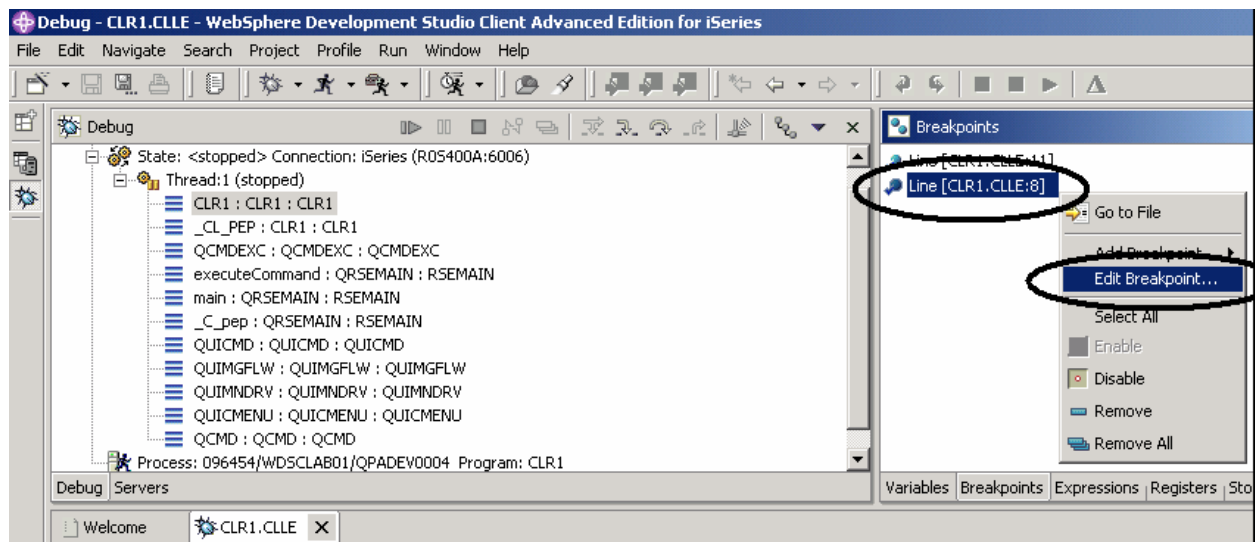 Debug - CLR1.CLLE - WebSphere Development Studio Client Advanced Edition for iSeries
File Edit Navigate Search Project Profile Run Window Help
Debug
State: <stopped> Connection: iSeries (R05400A:6006)
Thread:1 (stopped)
CLR1 : CLR1 : CLR1
_CL_PEP : CLR1 : CLR1
QCMDEXC : QCMDEXC : QCMDEXC
executeCommand : QRSEMAIN : RSEMAIN
main : QRSEMAIN : RSEMAIN
_C_pep : QRSEMAIN : RSEMAIN
QUICMD : QUICMD : QUICMD
QUIMGFLW : QUIMGFLW : QUIMGFLW
QUIMNDRV : QUIMNDRV : QUIMNDRV
QUICMENU : QUICMENU : QUICMENU
QCMD : QCMD : QCMD
Process: 096454/WDSCLAB01/QPADEV0004 Program: CLR1
Debug Servers
Breakpoints
Line [CLR1.CLLE:11]
Line [CLR1.CLLE:8]
Go to File
Add Breakpoint
Edit Breakpoint...
Select All
Enable
Disable
Remove
Remove All
Variables Breakpoints Expressions Registers Sto
Welcome CLR1.CLLE X